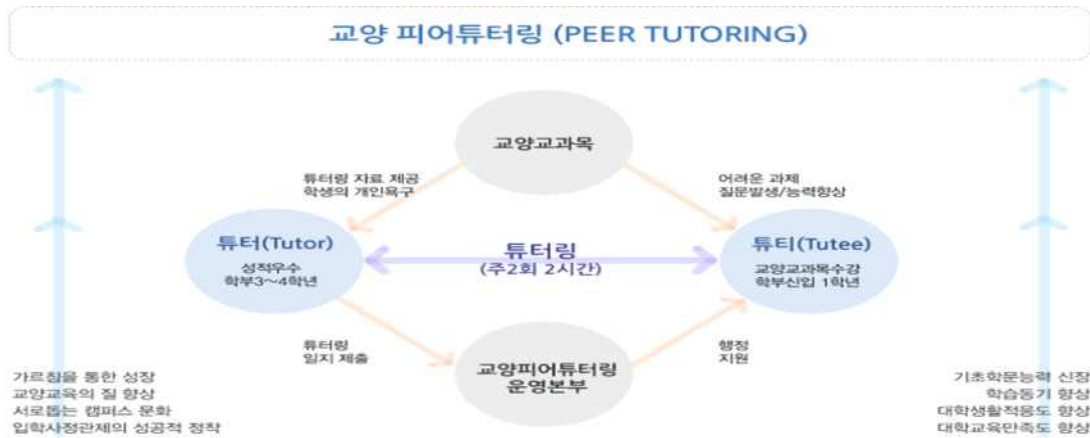 교양 피어튜터링 (PEER TUTORING)
교양교과목
튜터링 자료 제공
학생의 개인욕구
어려운 과제
질문발생/능력향상
튜터(Tutor)
성적우수
학부3~4학년
튜터링
(주2회 2시간)
튜티(Tutee)
교양교과목수강
학부신입 1학년
튜터링
일지 제출
교양피어튜터링
운영본부
행정
지원
가르침을 통한 성장
교양교육의 질 향상
서로돕는 캠퍼스 문화
입학사정관제의 성공적 정착
기초학문능력 신장
학습동기 향상
대학생활적응도 향상
대학교육만족도 향상